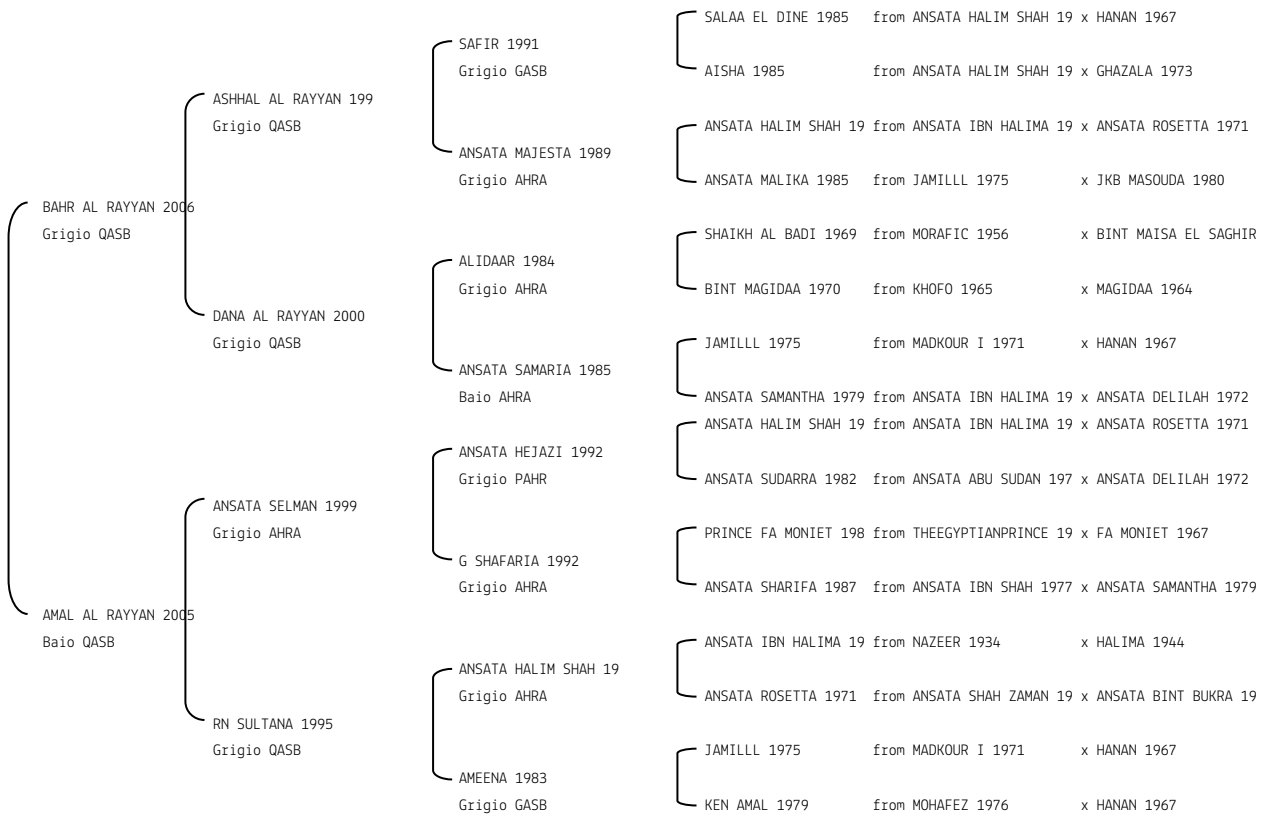 SALAA EL DINE 1985 from ANSATA HALIM SHAH 19 x HANAN 1967
SAFIR 1991
Grigio GASB
AISHA 1985 from ANSATA HALIM SHAH 19 x GHAZALA 1973
ASHHAL AL RAYYAN 199
Grigio QASB
ANSATA HALIM SHAH 19 from ANSATA IBN HALIMA 19 x ANSATA ROSETTA 1971
ANSATA MAJESTA 1989
Grigio AHRA
ANSATA MALIKA 1985 from JAMILLL 1975 x JKB MASOUDA 1980
BAHR AL RAYYAN 2006
Grigio QASB
SHAIKH AL BADI 1969 from MORAFIC 1956 x BINT MAISA EL SAGHIR
ALIDAAR 1984
Grigio AHRA
BINT MAGIDAA 1970 from KHOFO 1965 x MAGIDAA 1964
DANA AL RAYYAN 2000
Grigio QASB
JAMILLL 1975 from MADKOUR I 1971 x HANAN 1967
ANSATA SAMARIA 1985
Baio AHRA
ANSATA SAMANTHA 1979 from ANSATA IBN HALIMA 19 x ANSATA DELILAH 1972
ANSATA HALIM SHAH 19 from ANSATA IBN HALIMA 19 x ANSATA ROSETTA 1971
ANSATA HEJAZI 1992
Grigio PAHR
ANSATA SUDARRA 1982 from ANSATA ABU SUDAN 197 x ANSATA DELILAH 1972
ANSATA SELMAN 1999
Grigio AHRA
PRINCE FA MONIET 198 from THEEGYPTIANPRINCE 19 x FA MONIET 1967
G SHAFARIA 1992
Grigio AHRA
ANSATA SHARIFA 1987 from ANSATA IBN SHAH 1977 x ANSATA SAMANTHA 1979
AMAL AL RAYYAN 2005
Baio QASB
ANSATA IBN HALIMA 19 from NAZEER 1934 x HALIMA 1944
ANSATA HALIM SHAH 19
Grigio AHRA
ANSATA ROSETTA 1971 from ANSATA SHAH ZAMAN 19 x ANSATA BINT BUKRA 19
RN SULTANA 1995
Grigio QASB
JAMILLL 1975 from MADKOUR I 1971 x HANAN 1967
AMEENA 1983
Grigio GASB
KEN AMAL 1979 from MOHAFEZ 1976 x HANAN 1967